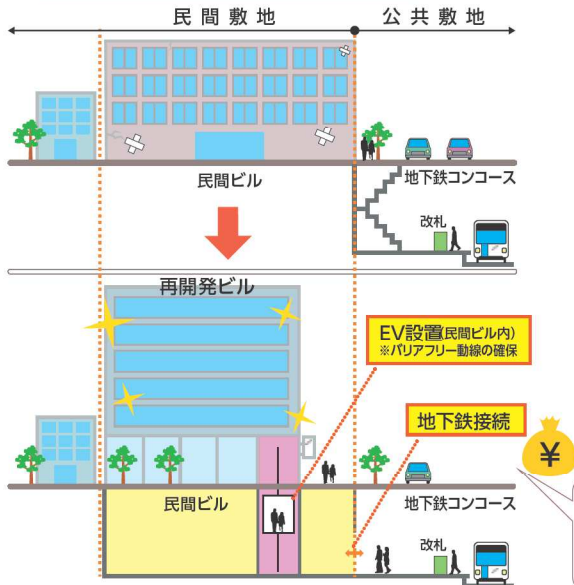 民間敷地
公共敷地
民間ビル
地下鉄コンコース
改札
再開発ビル
EV設置(民間ビル内)
※バリアフリー動線の確保
地下鉄接続
¥
民間ビル
地下鉄コンコース
改札